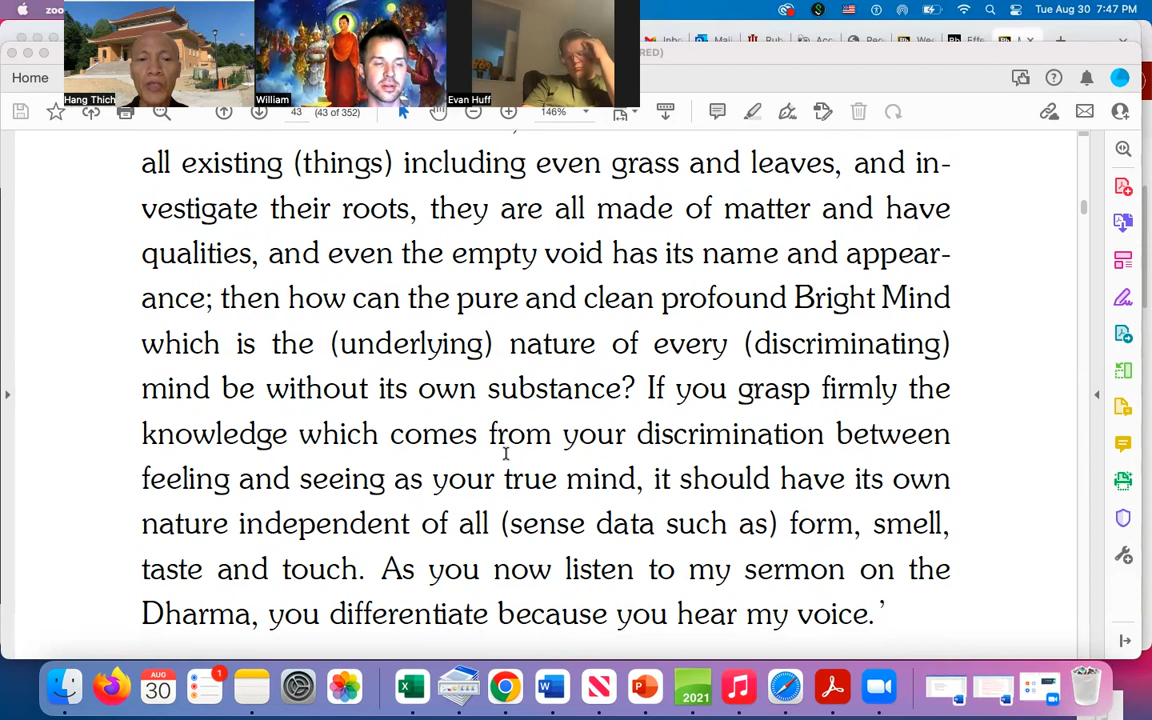 zoo
Tue Aug 30 7:47 PM
Hang Thich
William
Evan Huff
RED)
Home
43 (43 of 352)
146%
all existing (things) including even grass and leaves, and in-
vestigate their roots, they are all made of matter and have
qualities, and even the empty void has its name and appear-
ance; then how can the pure and clean profound Bright Mind
which is the (underlying) nature of every (discriminating)
mind be without its own substance? If you grasp firmly the
knowledge which comes from your discrimination between
feeling and seeing as your true mind, it should have its own
nature independent of all (sense data such as) form, smell,
taste and touch. As you now listen to my sermon on the
Dharma, you differentiate because you hear my voice.’
AUG
30
1
2021